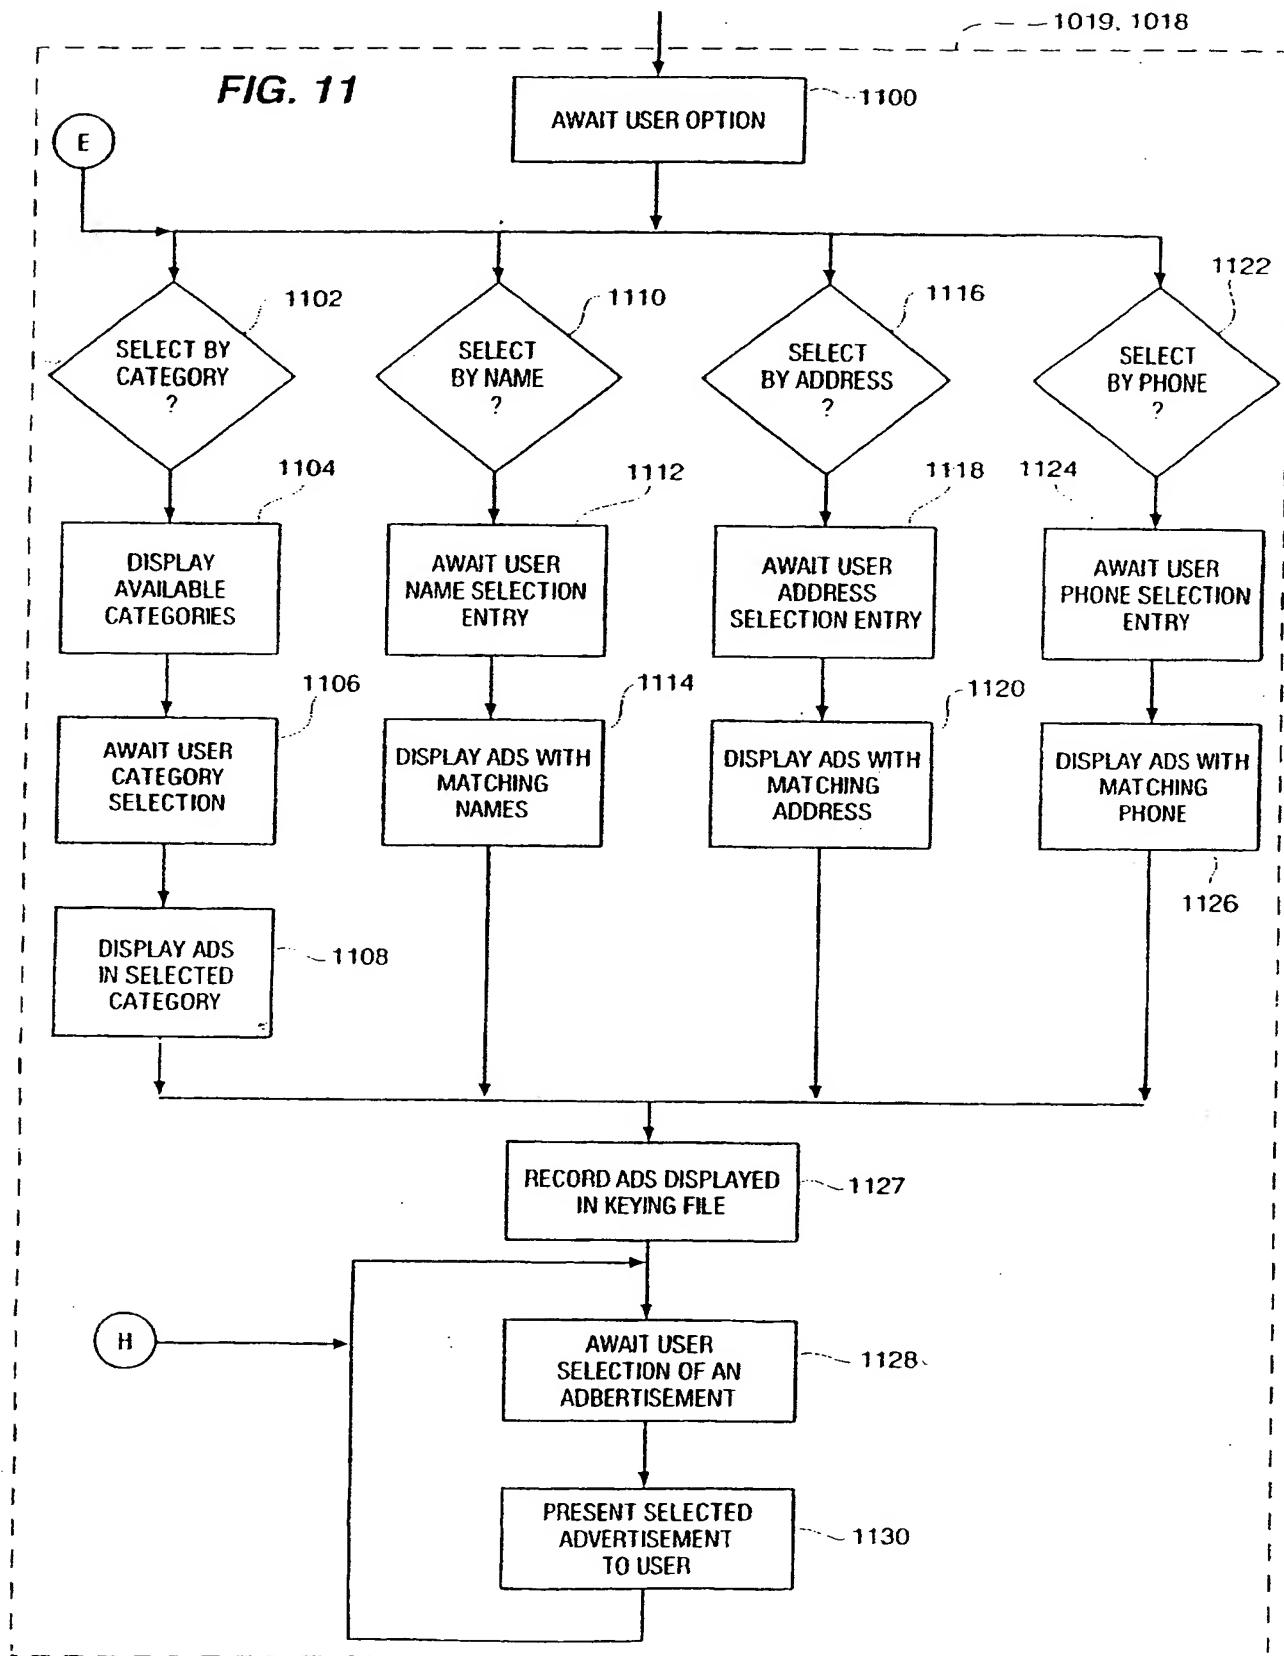 1019, 1018
FIG. 11
1100
AWAIT USER OPTION
E
1102
SELECT BY
CATEGORY
?
1110
SELECT
BY NAME
?
1116
SELECT
BY ADDRESS
?
1122
SELECT
BY PHONE
?
1104
DISPLAY
AVAILABLE
CATEGORIES
1112
AWAIT USER
NAME SELECTION
ENTRY
1118
AWAIT USER
ADDRESS
SELECTION ENTRY
1124
AWAIT USER
PHONE SELECTION
ENTRY
1106
AWAIT USER
CATEGORY
SELECTION
1114
DISPLAY ADS WITH
MATCHING
NAMES
1120
DISPLAY ADS WITH
MATCHING
ADDRESS
DISPLAY ADS WITH
MATCHING
PHONE
1126
DISPLAY ADS
IN SELECTED
CATEGORY
1108
RECORD ADS DISPLAYED
IN KEYING FILE
1127
H
AWAIT USER
SELECTION OF AN
ADBERTISEMENT
1128
PRESENT SELECTED
ADVERTISEMENT
TO USER
1130